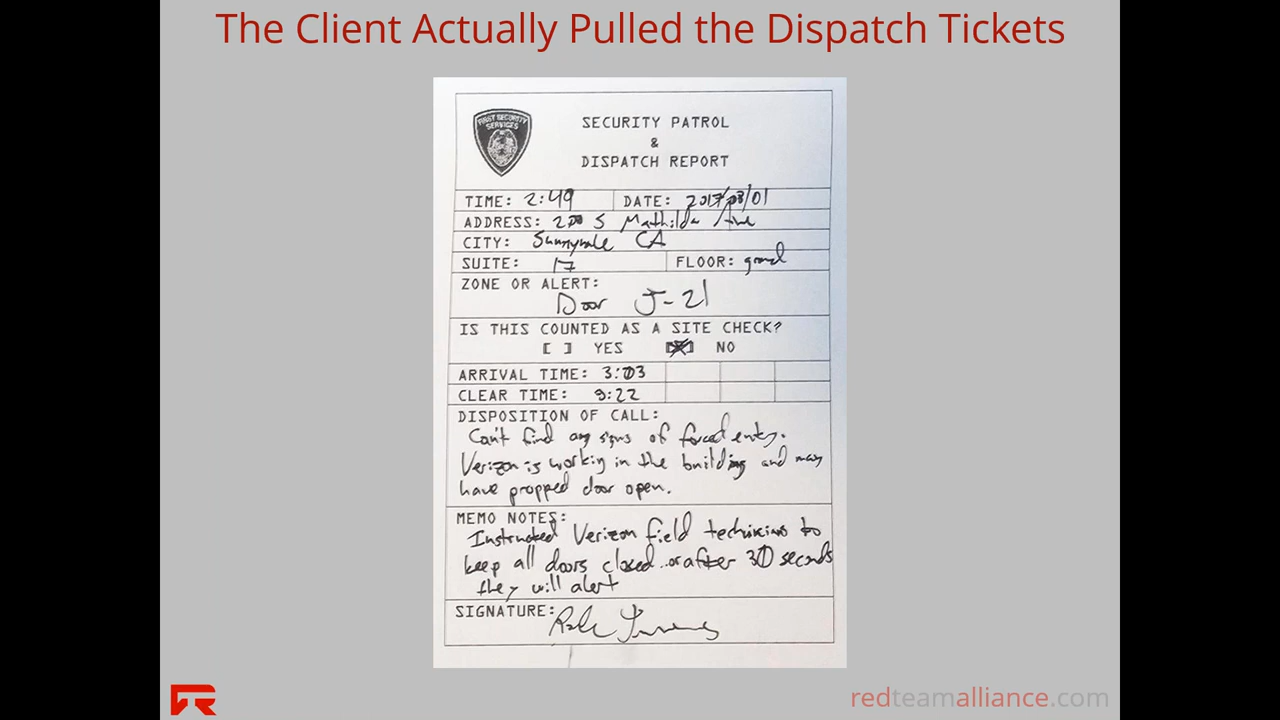 The Client Actually Pulled the Dispatch Tickets
FIRST SECURITY
SERVICES
SECURITY PATROL
&
DISPATCH REPORT
TIME: 2:49 DATE: 2017/03/01
ADDRESS: 200 S Mathilda Ave
CITY: Sunnyvale CA
SUITE: 17 FLOOR: ground
ZONE OR ALERT:
Door J-21
IS THIS COUNTED AS A SITE CHECK?
[ ] YES [X] NO
ARRIVAL TIME: 3:03
CLEAR TIME: 3:22
DISPOSITION OF CALL:
Can't find any signs of forced entry.
Verizon is working in the building and may
have propped door open.
MEMO NOTES:
Instructed Verizon field technicians to
keep all doors closed..or after 30 seconds
they will alert
SIGNATURE:
redteamalliance.com